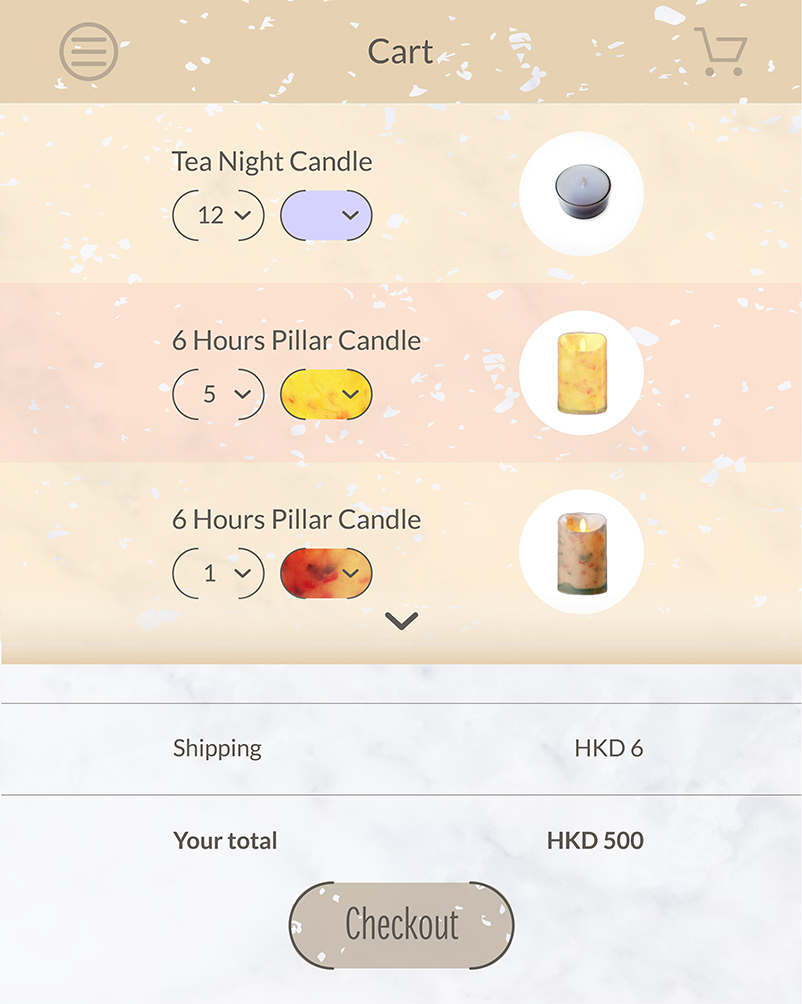 Cart
Tea Night Candle
12
6 Hours Pillar Candle
5
6 Hours Pillar Candle
1
Shipping HKD 6
Your total HKD 500
Checkout